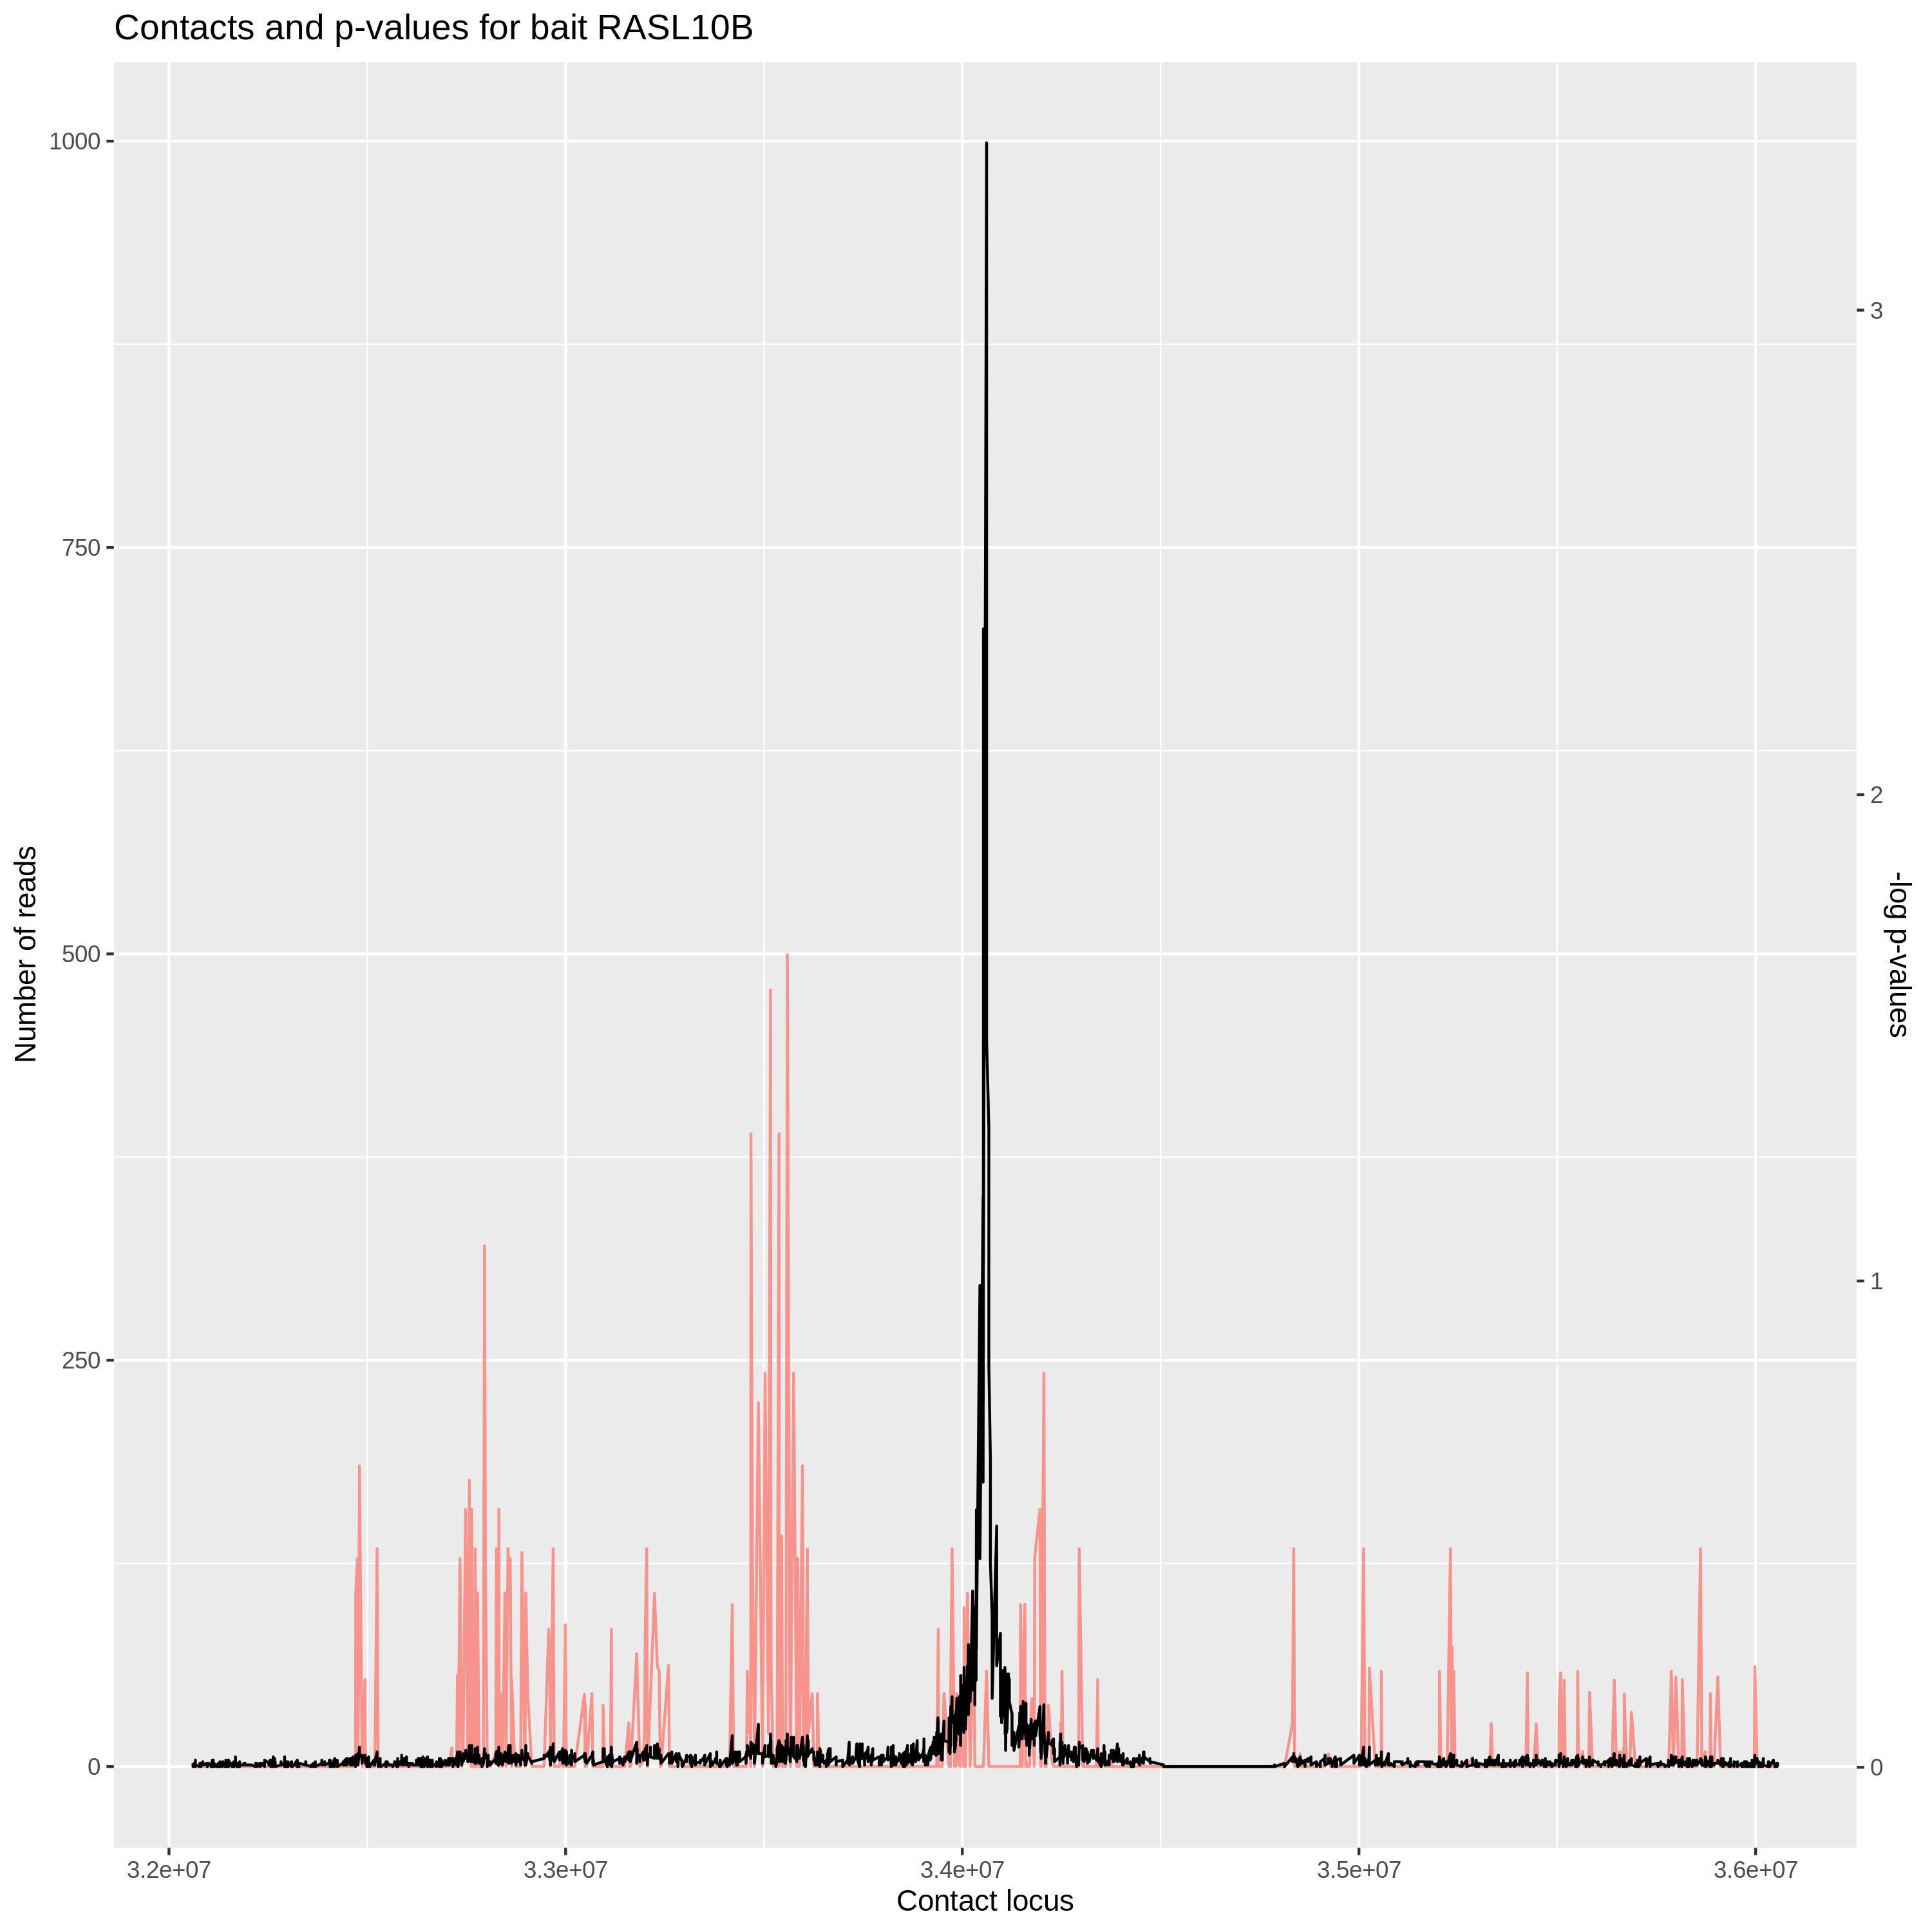 Contacts and p-values for bait RASL10B
1000
750
500
250
0
Number of reads
3
2
1
0
-log p-values
3.2e+07
3.3e+07
3.4e+07
3.5e+07
3.6e+07
Contact locus